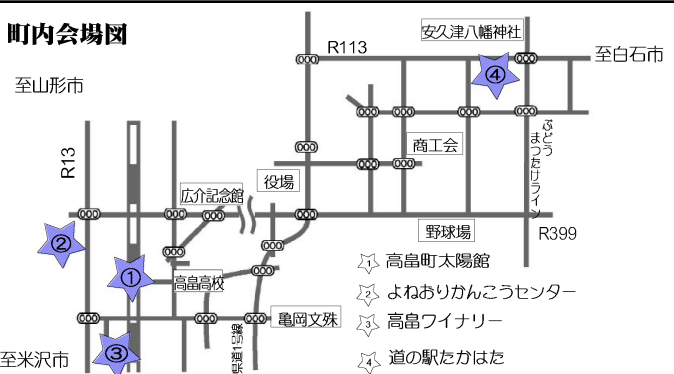 町内会場図
安久津八幡神社
R113
至白石市
④
至山形市
ぶどう
まつたけライン
商工会
R13
役場
広介記念館
野球場
R399
②
①
高畠高校
亀岡文殊
県道1号線
③
至米沢市
1 高畠町太陽館
2 よねおりかんこうセンター
3 高畠ワイナリー
4 道の駅たかはた